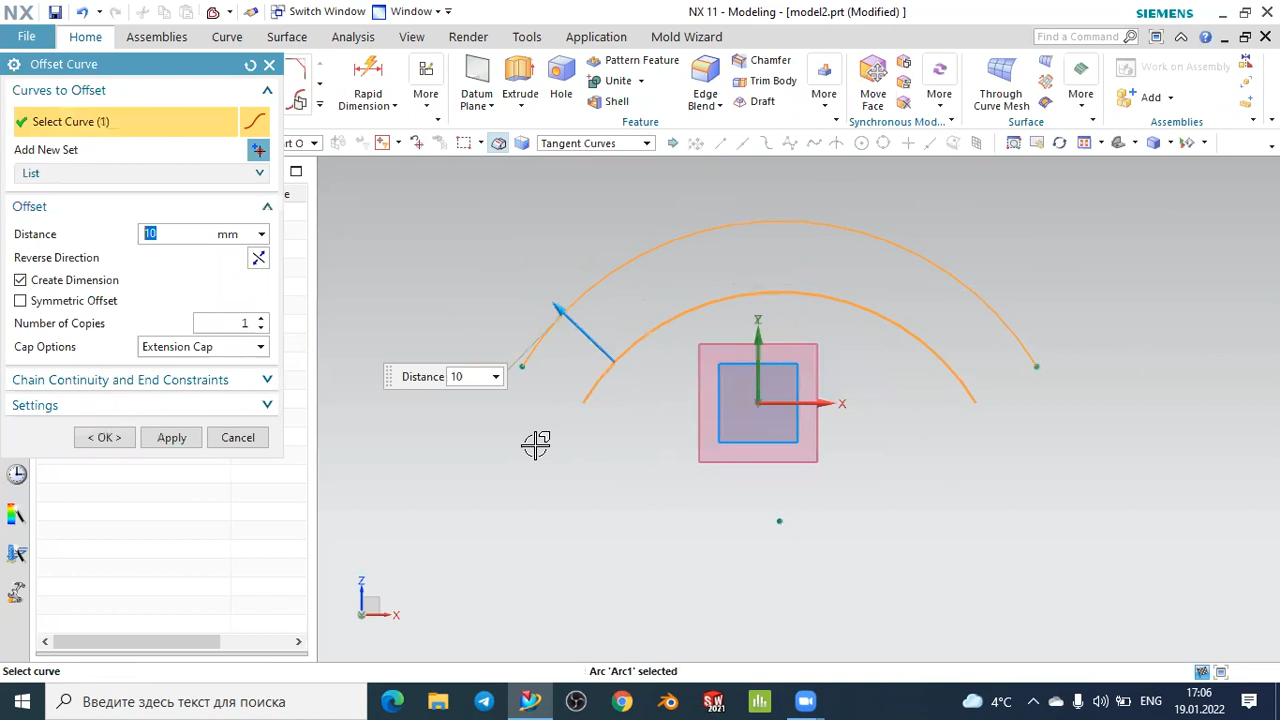 NX
Switch Window
Window
NX 11 - Modeling - [model2.prt (Modified) ]
SIEMENS
File
Home
Assemblies
Curve
Surface
Analysis
View
Render
Tools
Application
Mold Wizard
Find a Command
Offset Curve
Curves to Offset
Select Curve (1)
Add New Set
List
Offset
Distance
10
mm
Reverse Direction
Create Dimension
Symmetric Offset
Number of Copies
1
Cap Options
Extension Cap
Chain Continuity and End Constraints
Settings
< OK >
Apply
Cancel
Rapid
Dimension
More
Datum
Plane
Extrude
Hole
Pattern Feature
Unite
Shell
Edge
Blend
Chamfer
Trim Body
Draft
More
Feature
Move
Face
More
Synchronous Mod...
Through
Curve Mesh
More
Surface
Work on Assembly
Add
Assemblies
Tangent Curves
Distance 10
Y
X
Z
X
Select curve
Arc 'Arc1' selected
Введите здесь текст для поиска
SW
2021
4°C
ENG
17:06
19.01.2022